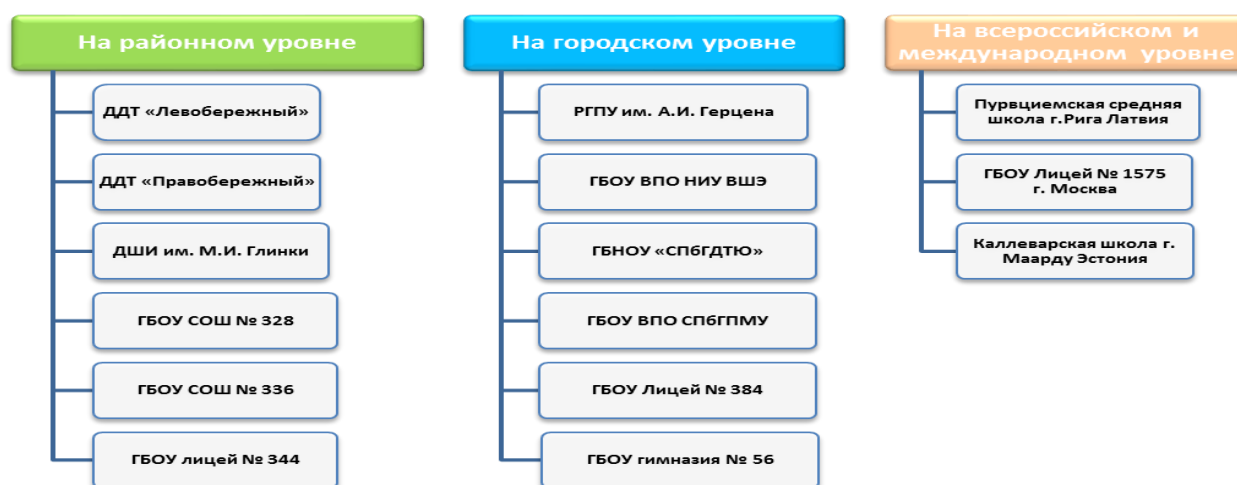 На районном уровне
ДДТ «Левобережный»
ДДТ «Правобережный»
ДШИ им. М.И. Глинки
ГБОУ СОШ № 328
ГБОУ СОШ № 336
ГБОУ лицей № 344
На городском уровне
РГПУ им. А.И. Герцена
ГБОУ ВПО НИУ ВШЭ
ГБНОУ «СПбГДТЮ»
ГБОУ ВПО СПбГПМУ
ГБОУ Лицей № 384
ГБОУ гимназия № 56
На всероссийском и
международном уровне
Пурвциемская средняя
школа г.Рига Латвия
ГБОУ Лицей № 1575
г. Москва
Каллеварская школа г.
Маарду Эстония